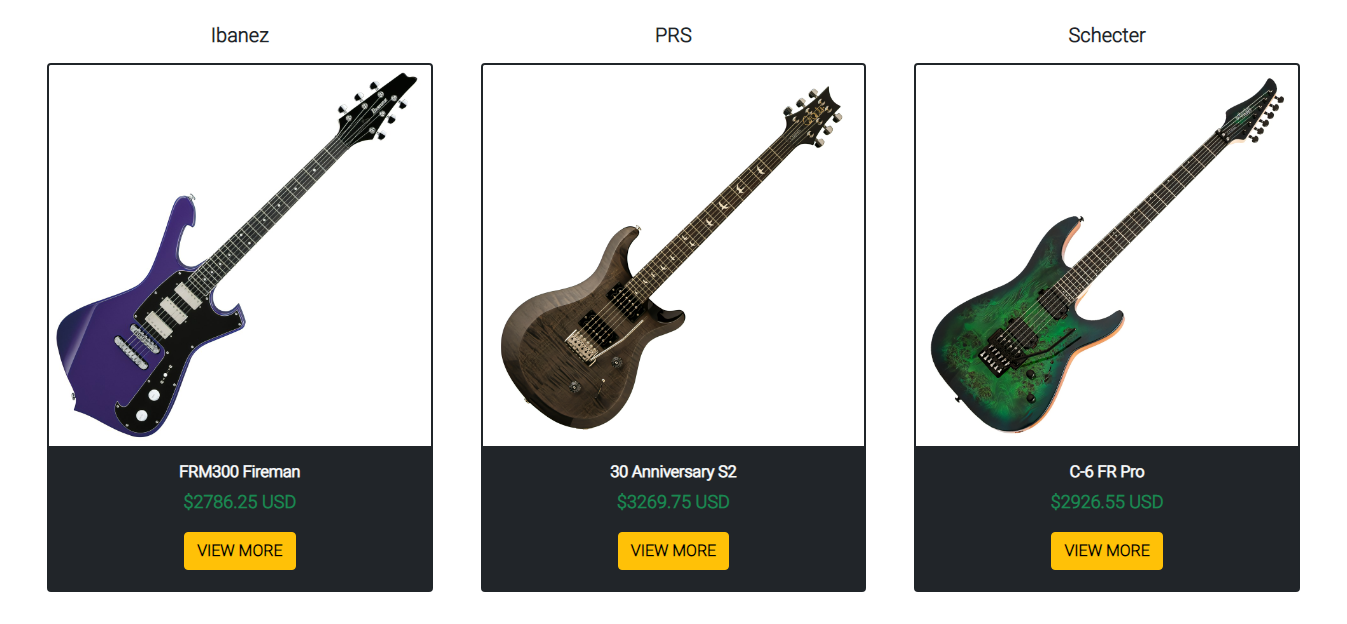 Ibanez
PRS
Schecter
FRM300 Fireman
$2786.25 USD
VIEW MORE
30 Anniversary S2
$3269.75 USD
VIEW MORE
C-6 FR Pro
$2926.55 USD
VIEW MORE